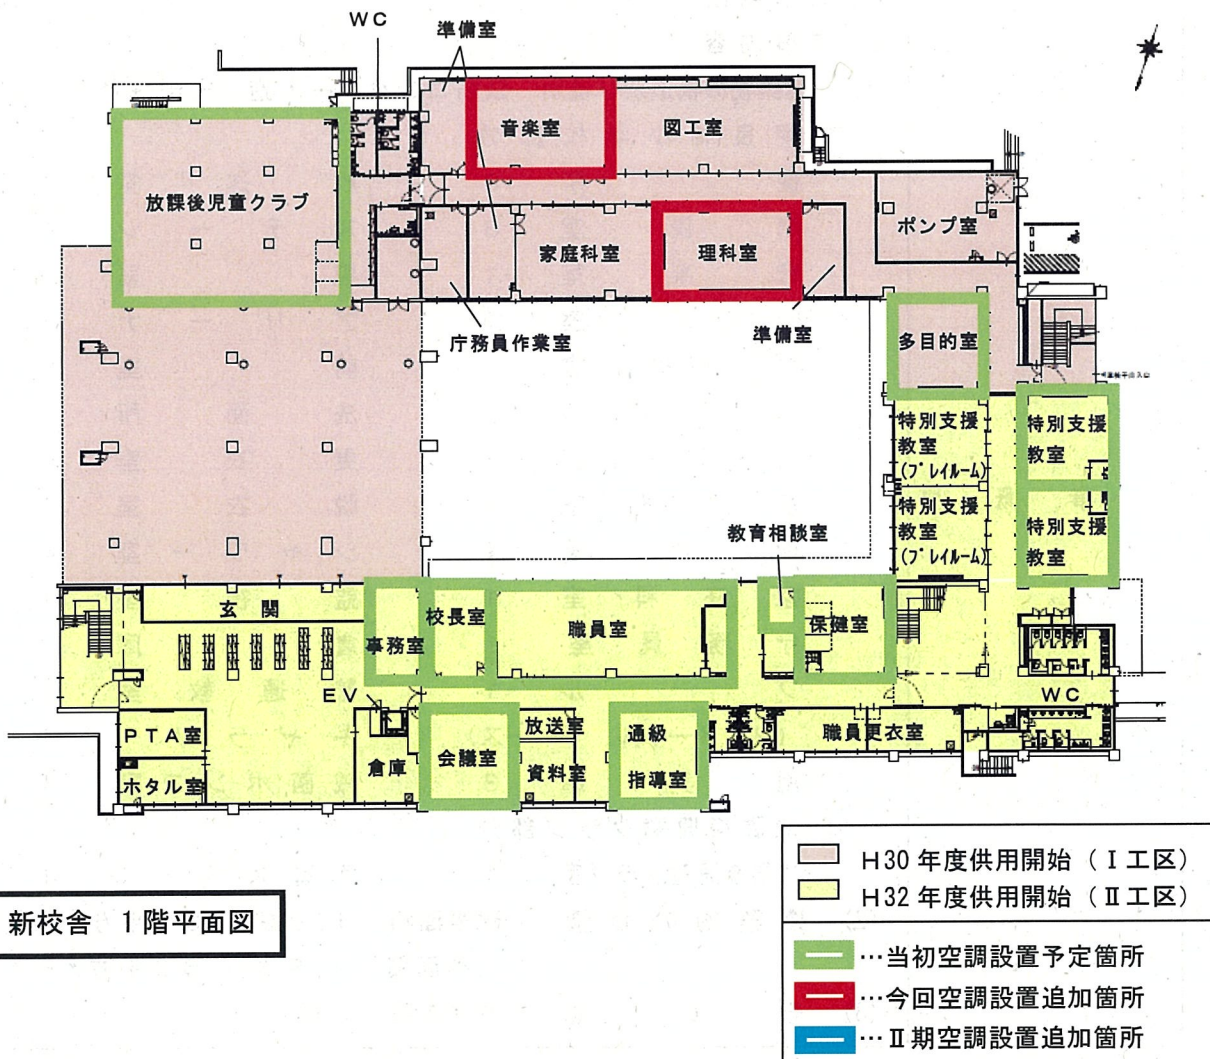 WC
準備室
音楽室
図工室
放課後児童クラブ
ポンプ室
家庭科室
理科室
庁務員作業室
準備室
多目的室
特別支援
教室
(プレイルーム)
特別支援
教室
特別支援
教室
(プレイルーム)
特別支援
教室
教育相談室
玄関
事務室
校長室
職員室
保健室
EV
WC
PTA室
ホタル室
倉庫
会議室
放送室
資料室
通級
指導室
職員更衣室
H30年度供用開始（Ⅰ工区）
H32年度供用開始（Ⅱ工区）
新校舎 1階平面図
…当初空調設置予定箇所
…今回空調設置追加箇所
…Ⅱ期空調設置追加箇所